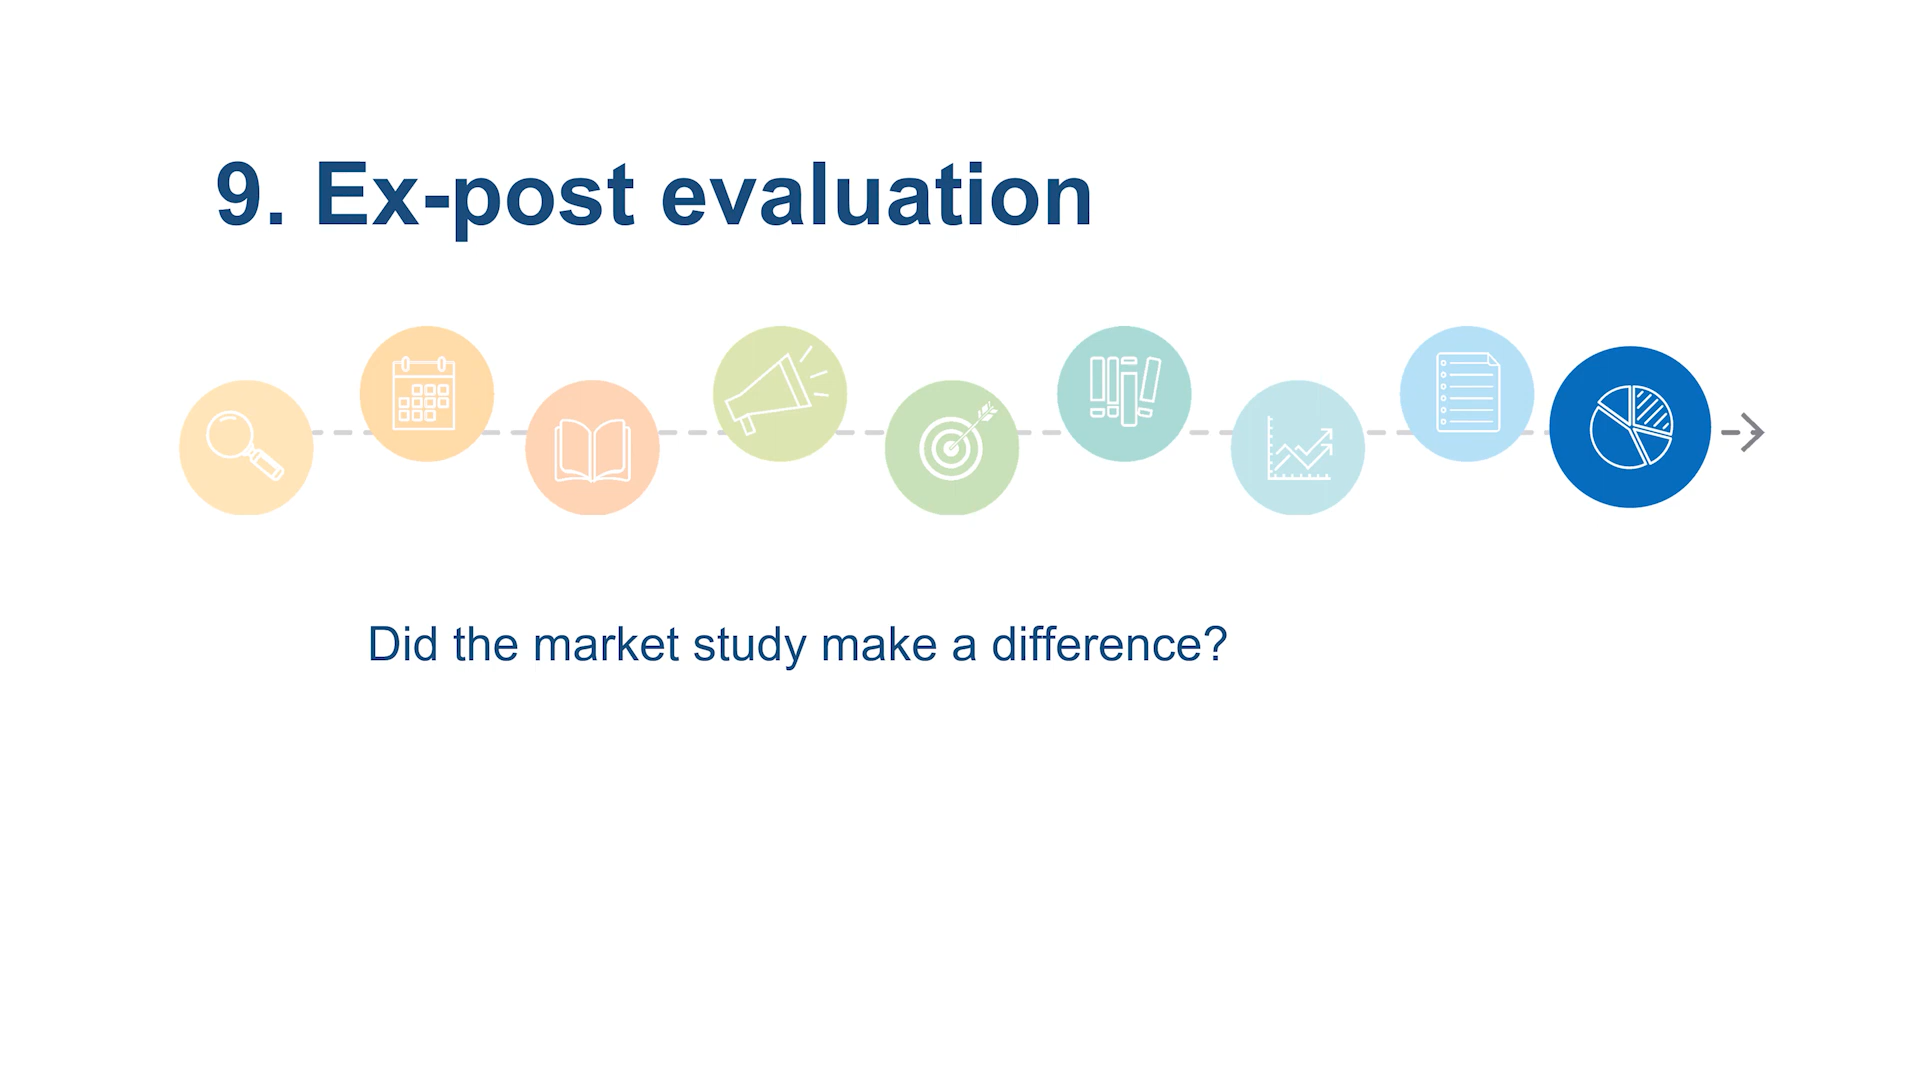 9. Ex-post evaluation
Did the market study make a difference?